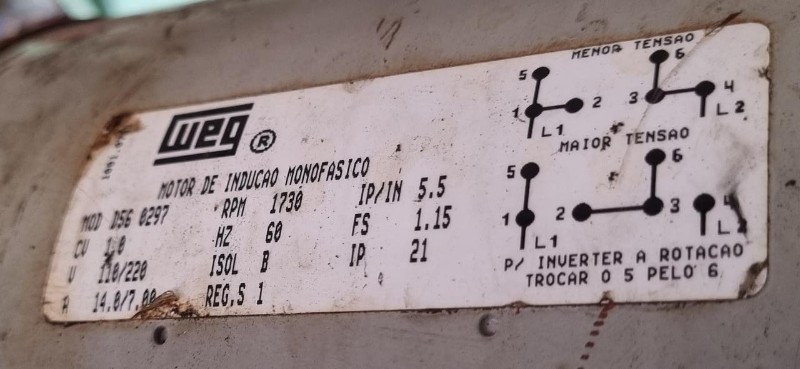 WEG ®
MOTOR DE INDUCAO MONOFASICO
MOD D56 0297 RPM 1730 IP/IN 5.5
CV 1.0 HZ 60 FS 1.15
V 110/220 ISOL B IP 21
A 14.0/7.00 REG.S 1
MENOR TENSAO
5 6
1 2 3 4
L1 L2
MAIOR TENSAO
5 6
1 2 3 4
L1 L2
P/ INVERTER A ROTACAO
TROCAR O 5 PELO 6